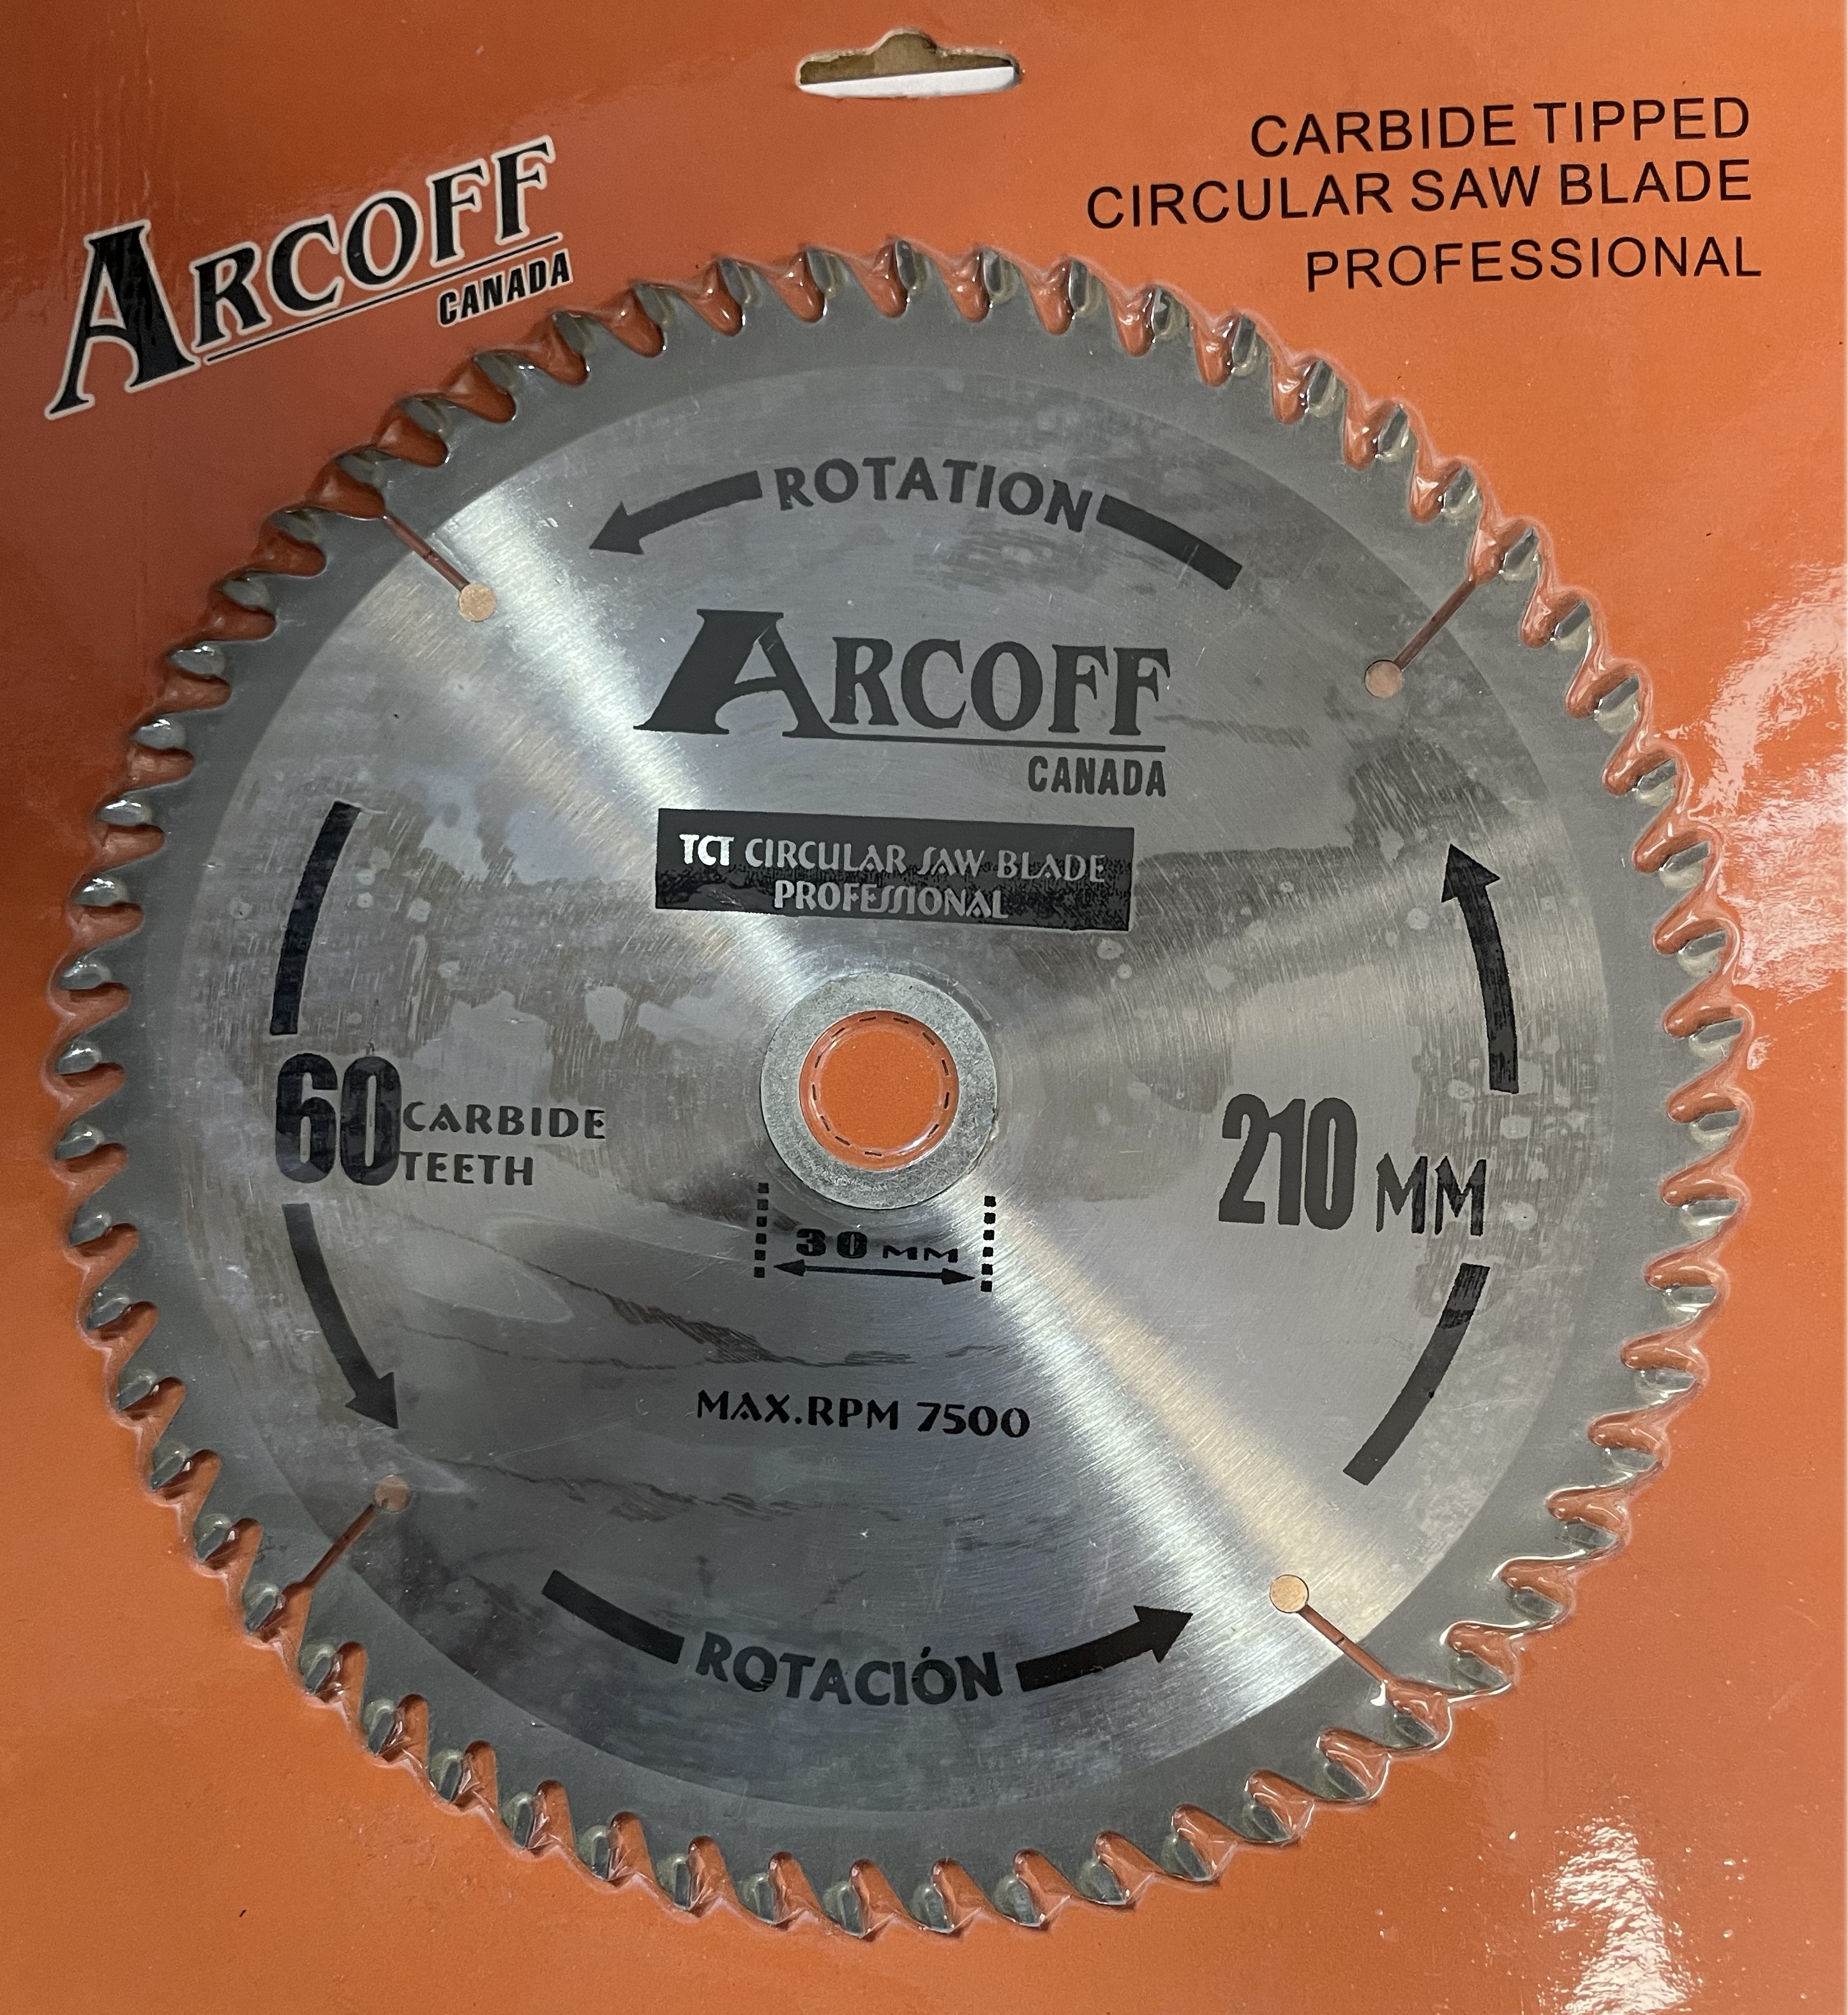 CARBIDE TIPPED
CIRCULAR SAW BLADE
PROFESSIONAL
ARCOFF
CANADA
ROTATION
ARCOFF
CANADA
TCT CIRCULAR SAW BLADE
PROFESSIONAL
60 CARBIDE
TEETH
210 MM
30 MM
MAX.RPM 7500
ROTACIÓN